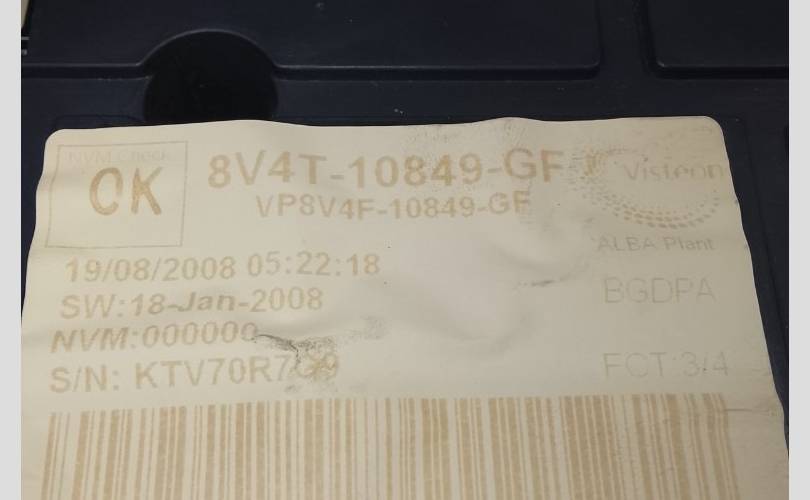 NVM Check
OK
8V4T-10849-GF
VP8V4F-10849-GF
Visteon
ALBA Plant
19/08/2008 05:22:18
BGDPA
SW:18-Jan-2008
NVM:000000
S/N:
FCT:3/4